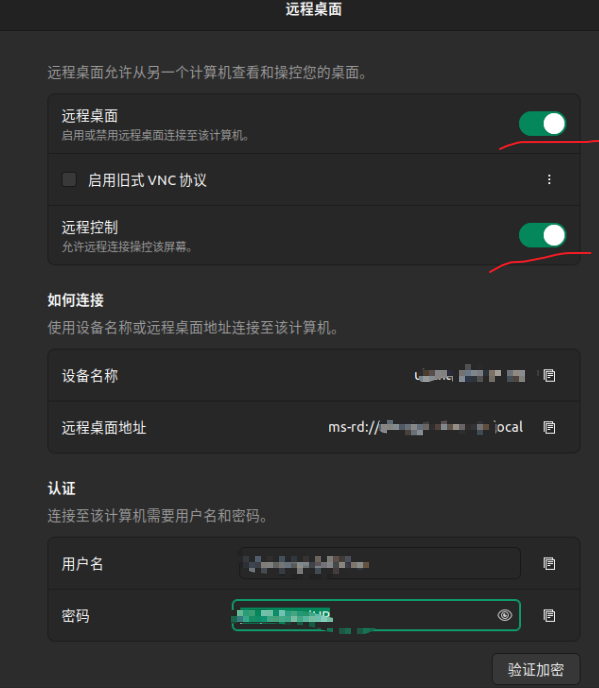 远程桌面
远程桌面允许从另一个计算机查看和操控您的桌面。
远程桌面
启用或禁用远程桌面连接至该计算机。
启用旧式 VNC 协议
远程控制
允许远程连接操控该屏幕。
如何连接
使用设备名称或远程桌面地址连接至该计算机。
设备名称
远程桌面地址 ms-rd:// local
认证
连接至该计算机需要用户名和密码。
用户名
密码
验证加密